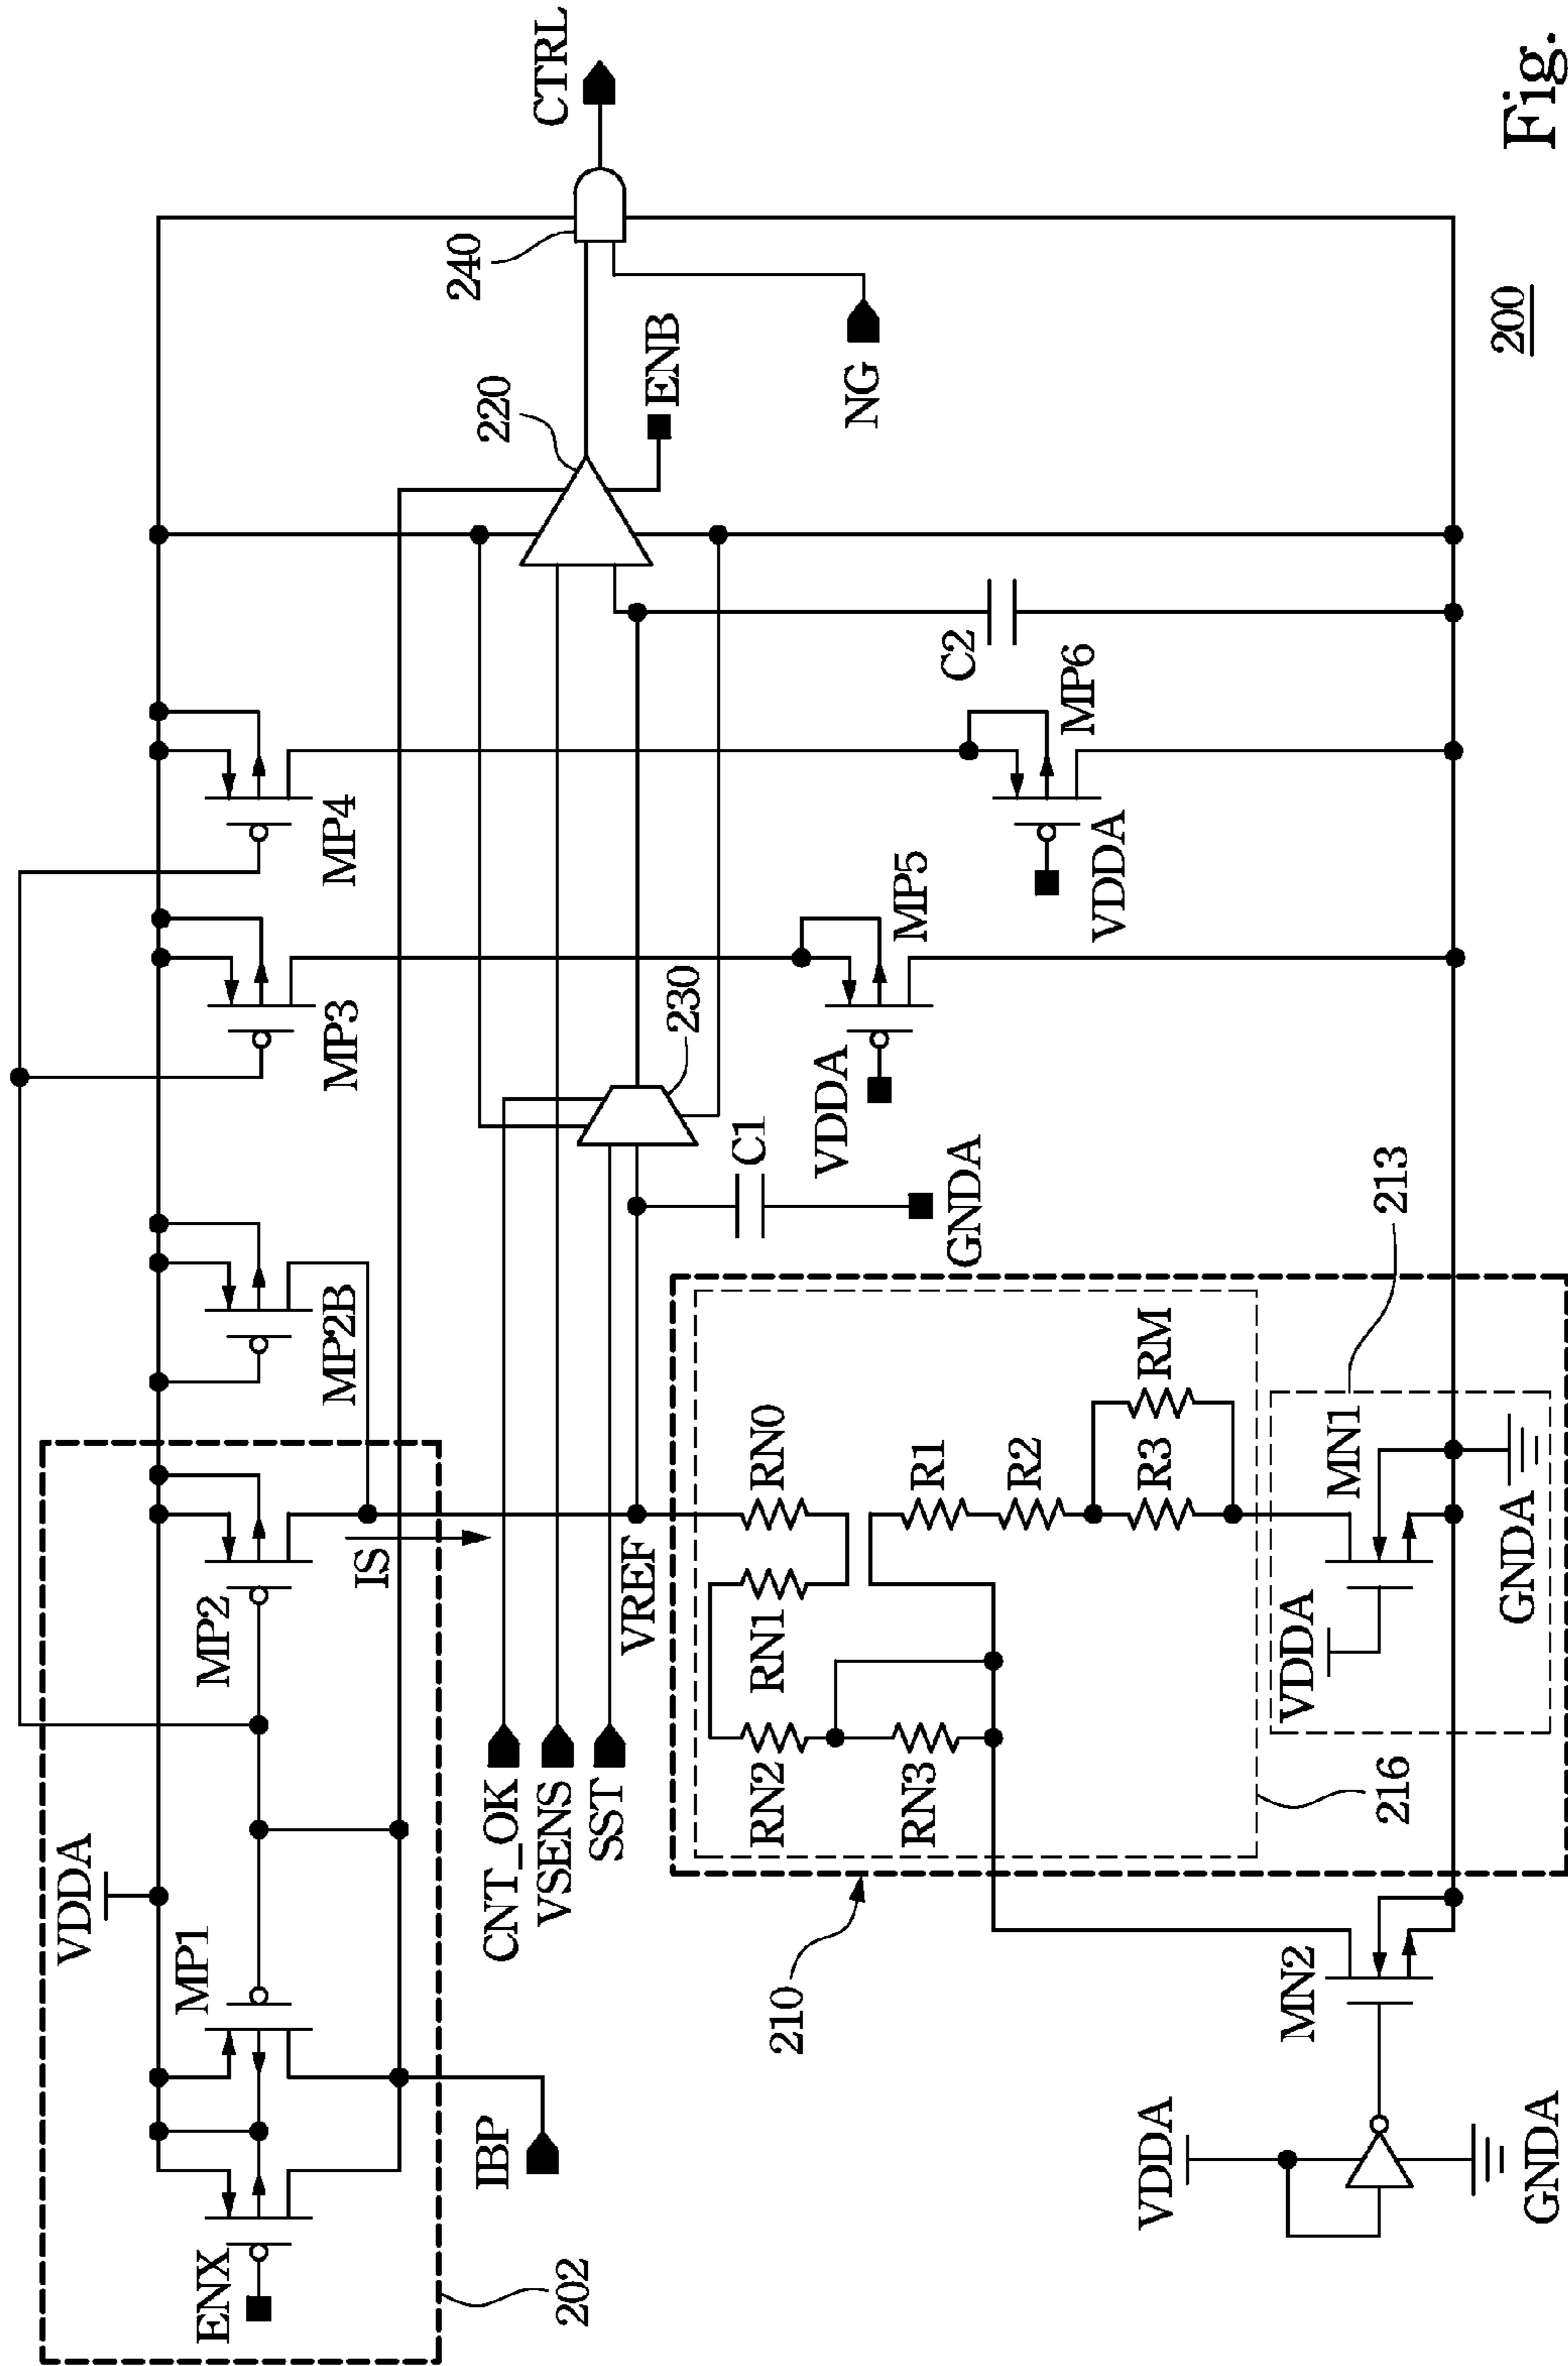 VDDA
ENX
MP1
MP2
MP2B
MP3
MP4
IS
IBP
202
CNT_OK
VSENS
SST
VREF
230
220
240
CTRL
ENB
NG
C1
GNDA
VDDA
MP5
C2
MP6
VDDA
RN0
RN1
RN2
RN3
R1
R2
R3
RM
210
216
213
MN1
VDDA
GNDA
MN2
VDDA
GNDA
200
Fig.